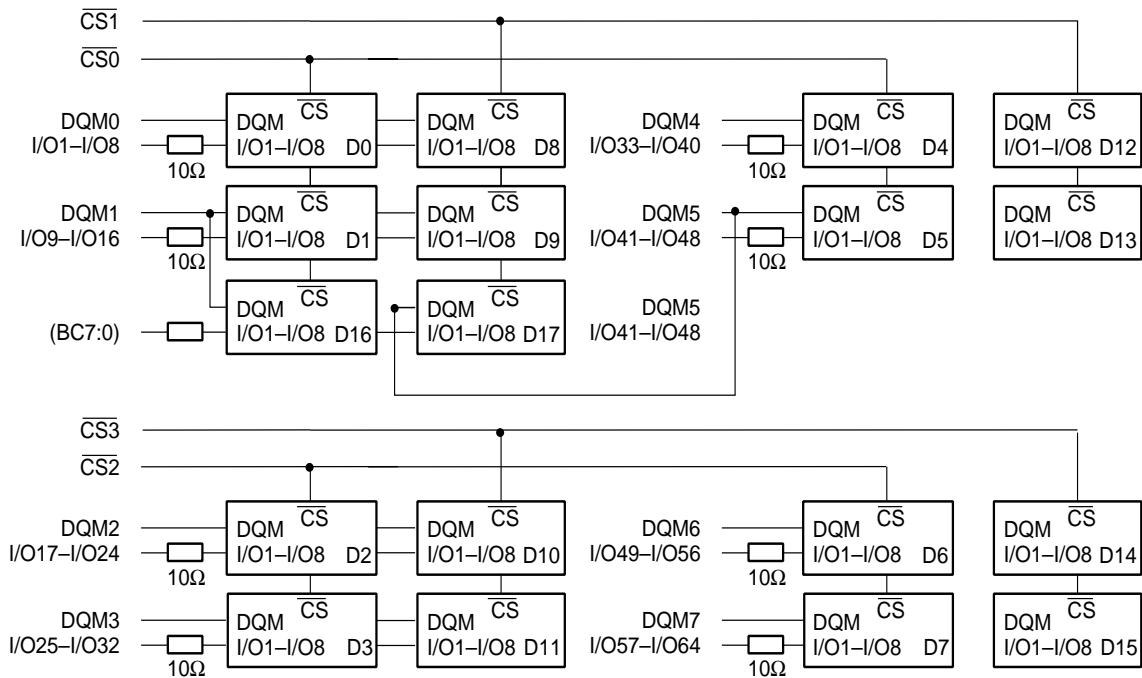 CS1
CS0
DQM0
I/O1–I/O8
10Ω
DQM CS
I/O1–I/O8 D0
DQM CS
I/O1–I/O8 D8
DQM4
I/O33–I/O40
10Ω
DQM CS
I/O1–I/O8 D4
DQM CS
I/O1–I/O8 D12
DQM1
I/O9–I/O16
10Ω
DQM CS
I/O1–I/O8 D1
DQM CS
I/O1–I/O8 D9
DQM5
I/O41–I/O48
10Ω
DQM CS
I/O1–I/O8 D5
DQM CS
I/O1–I/O8 D13
(BC7:0)
DQM CS
I/O1–I/O8 D16
DQM CS
I/O1–I/O8 D17
DQM5
I/O41–I/O48
CS3
CS2
DQM2
I/O17–I/O24
10Ω
DQM CS
I/O1–I/O8 D2
DQM CS
I/O1–I/O8 D10
DQM6
I/O49–I/O56
10Ω
DQM CS
I/O1–I/O8 D6
DQM CS
I/O1–I/O8 D14
DQM3
I/O25–I/O32
10Ω
DQM CS
I/O1–I/O8 D3
DQM CS
I/O1–I/O8 D11
DQM7
I/O57–I/O64
10Ω
DQM CS
I/O1–I/O8 D7
DQM CS
I/O1–I/O8 D15